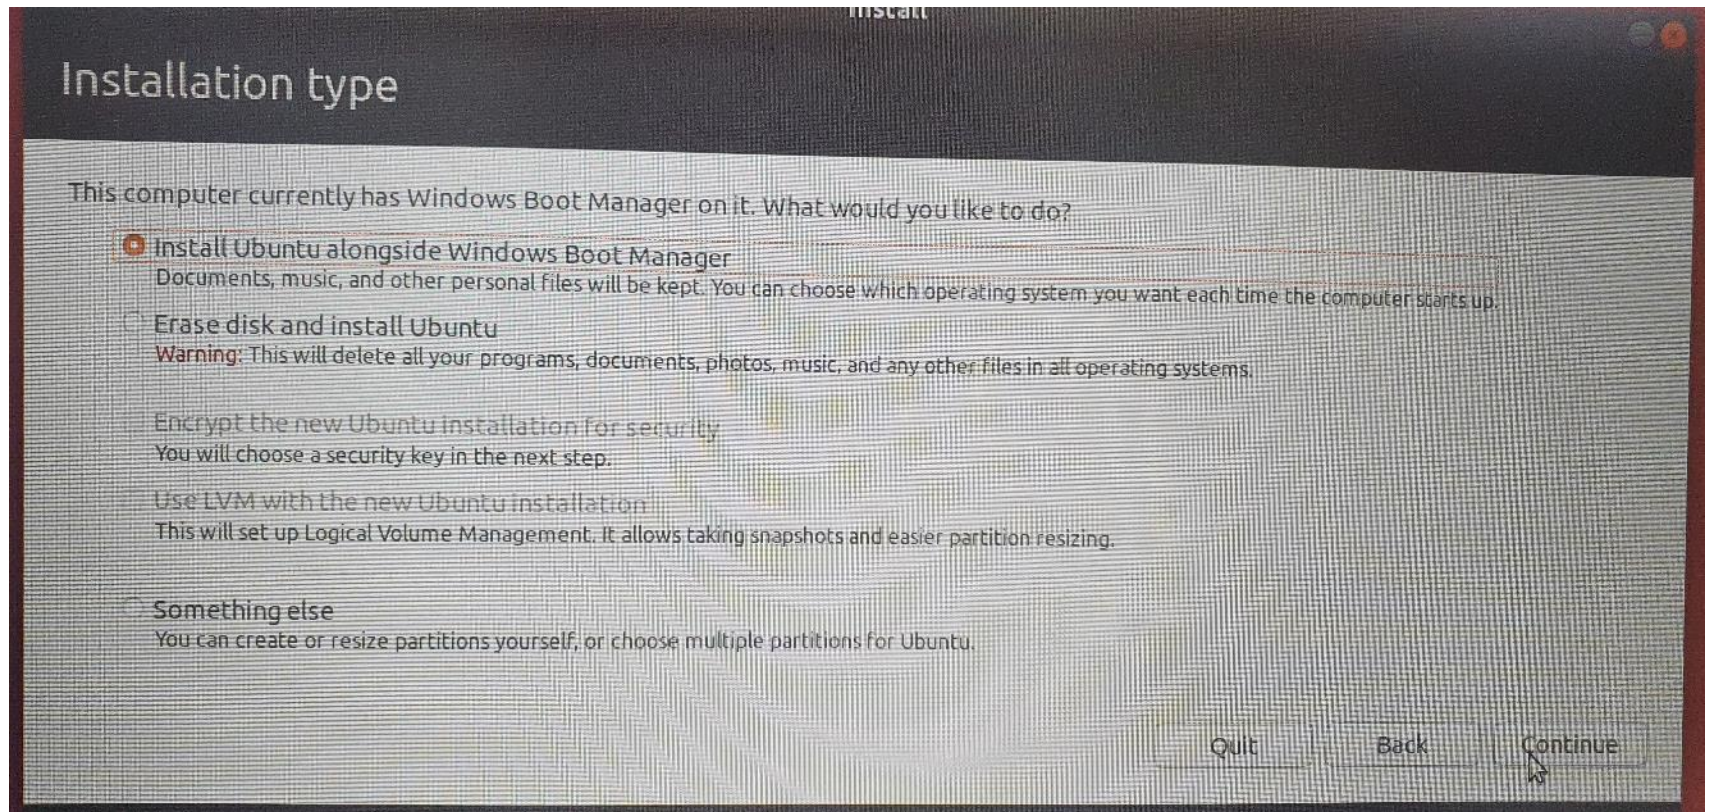 Install
Installation type
This computer currently has Windows Boot Manager on it. What would you like to do?
Install Ubuntu alongside Windows Boot Manager
Documents, music, and other personal files will be kept. You can choose which operating system you want each time the computer starts up.
Erase disk and install Ubuntu
Warning: This will delete all your programs, documents, photos, music, and any other files in all operating systems.
Encrypt the new Ubuntu installation for security
You will choose a security key in the next step.
Use LVM with the new Ubuntu installation
This will set up Logical Volume Management. It allows taking snapshots and easier partition resizing.
Something else
You can create or resize partitions yourself, or choose multiple partitions for Ubuntu.
Quit Back Continue